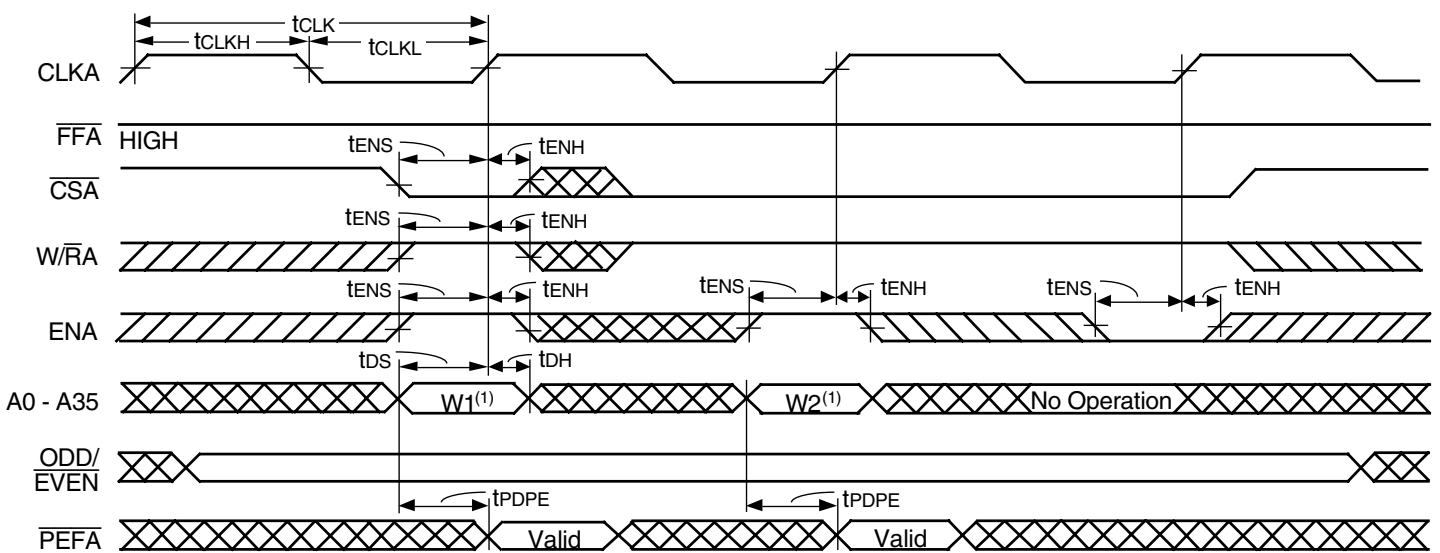 tCLK
tCLKH tCLKL
CLKA
FFA HIGH
tENS tENH
CSA
tENS tENH
W/RA
tENS tENH tENS tENH tENS tENH
ENA
tDS tDH
A0 - A35 W1(1) W2(1) No Operation
ODD/
EVEN
tPDPE tPDPE
PEFA Valid Valid